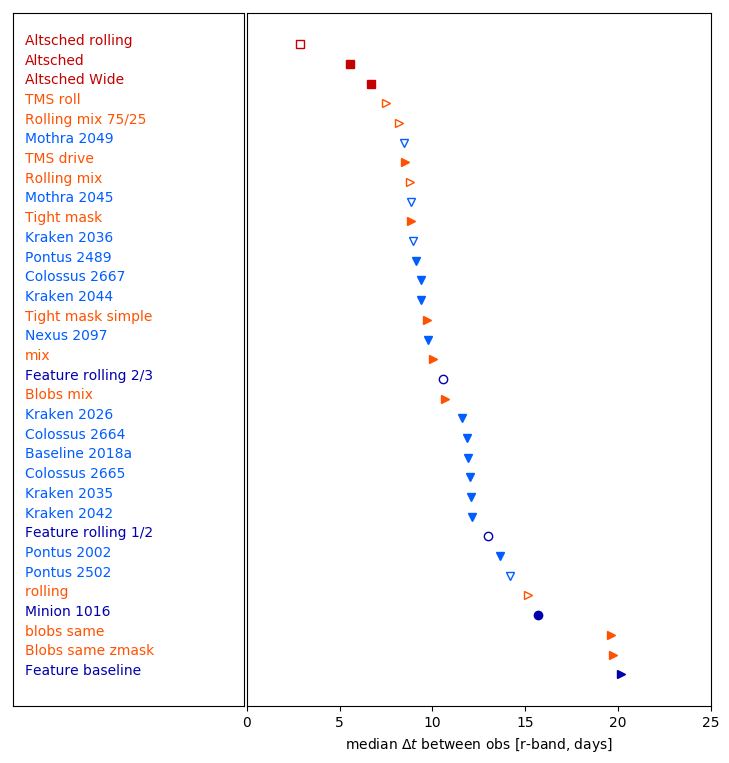 Altsched rolling
Altsched
Altsched Wide
TMS roll
Rolling mix 75/25
Mothra 2049
TMS drive
Rolling mix
Mothra 2045
Tight mask
Kraken 2036
Pontus 2489
Colossus 2667
Kraken 2044
Tight mask simple
Nexus 2097
mix
Feature rolling 2/3
Blobs mix
Kraken 2026
Colossus 2664
Baseline 2018a
Colossus 2665
Kraken 2035
Kraken 2042
Feature rolling 1/2
Pontus 2002
Pontus 2502
rolling
Minion 1016
blobs same
Blobs same zmask
Feature baseline
0 5 10 15 20 25
median Δt between obs [r-band, days]